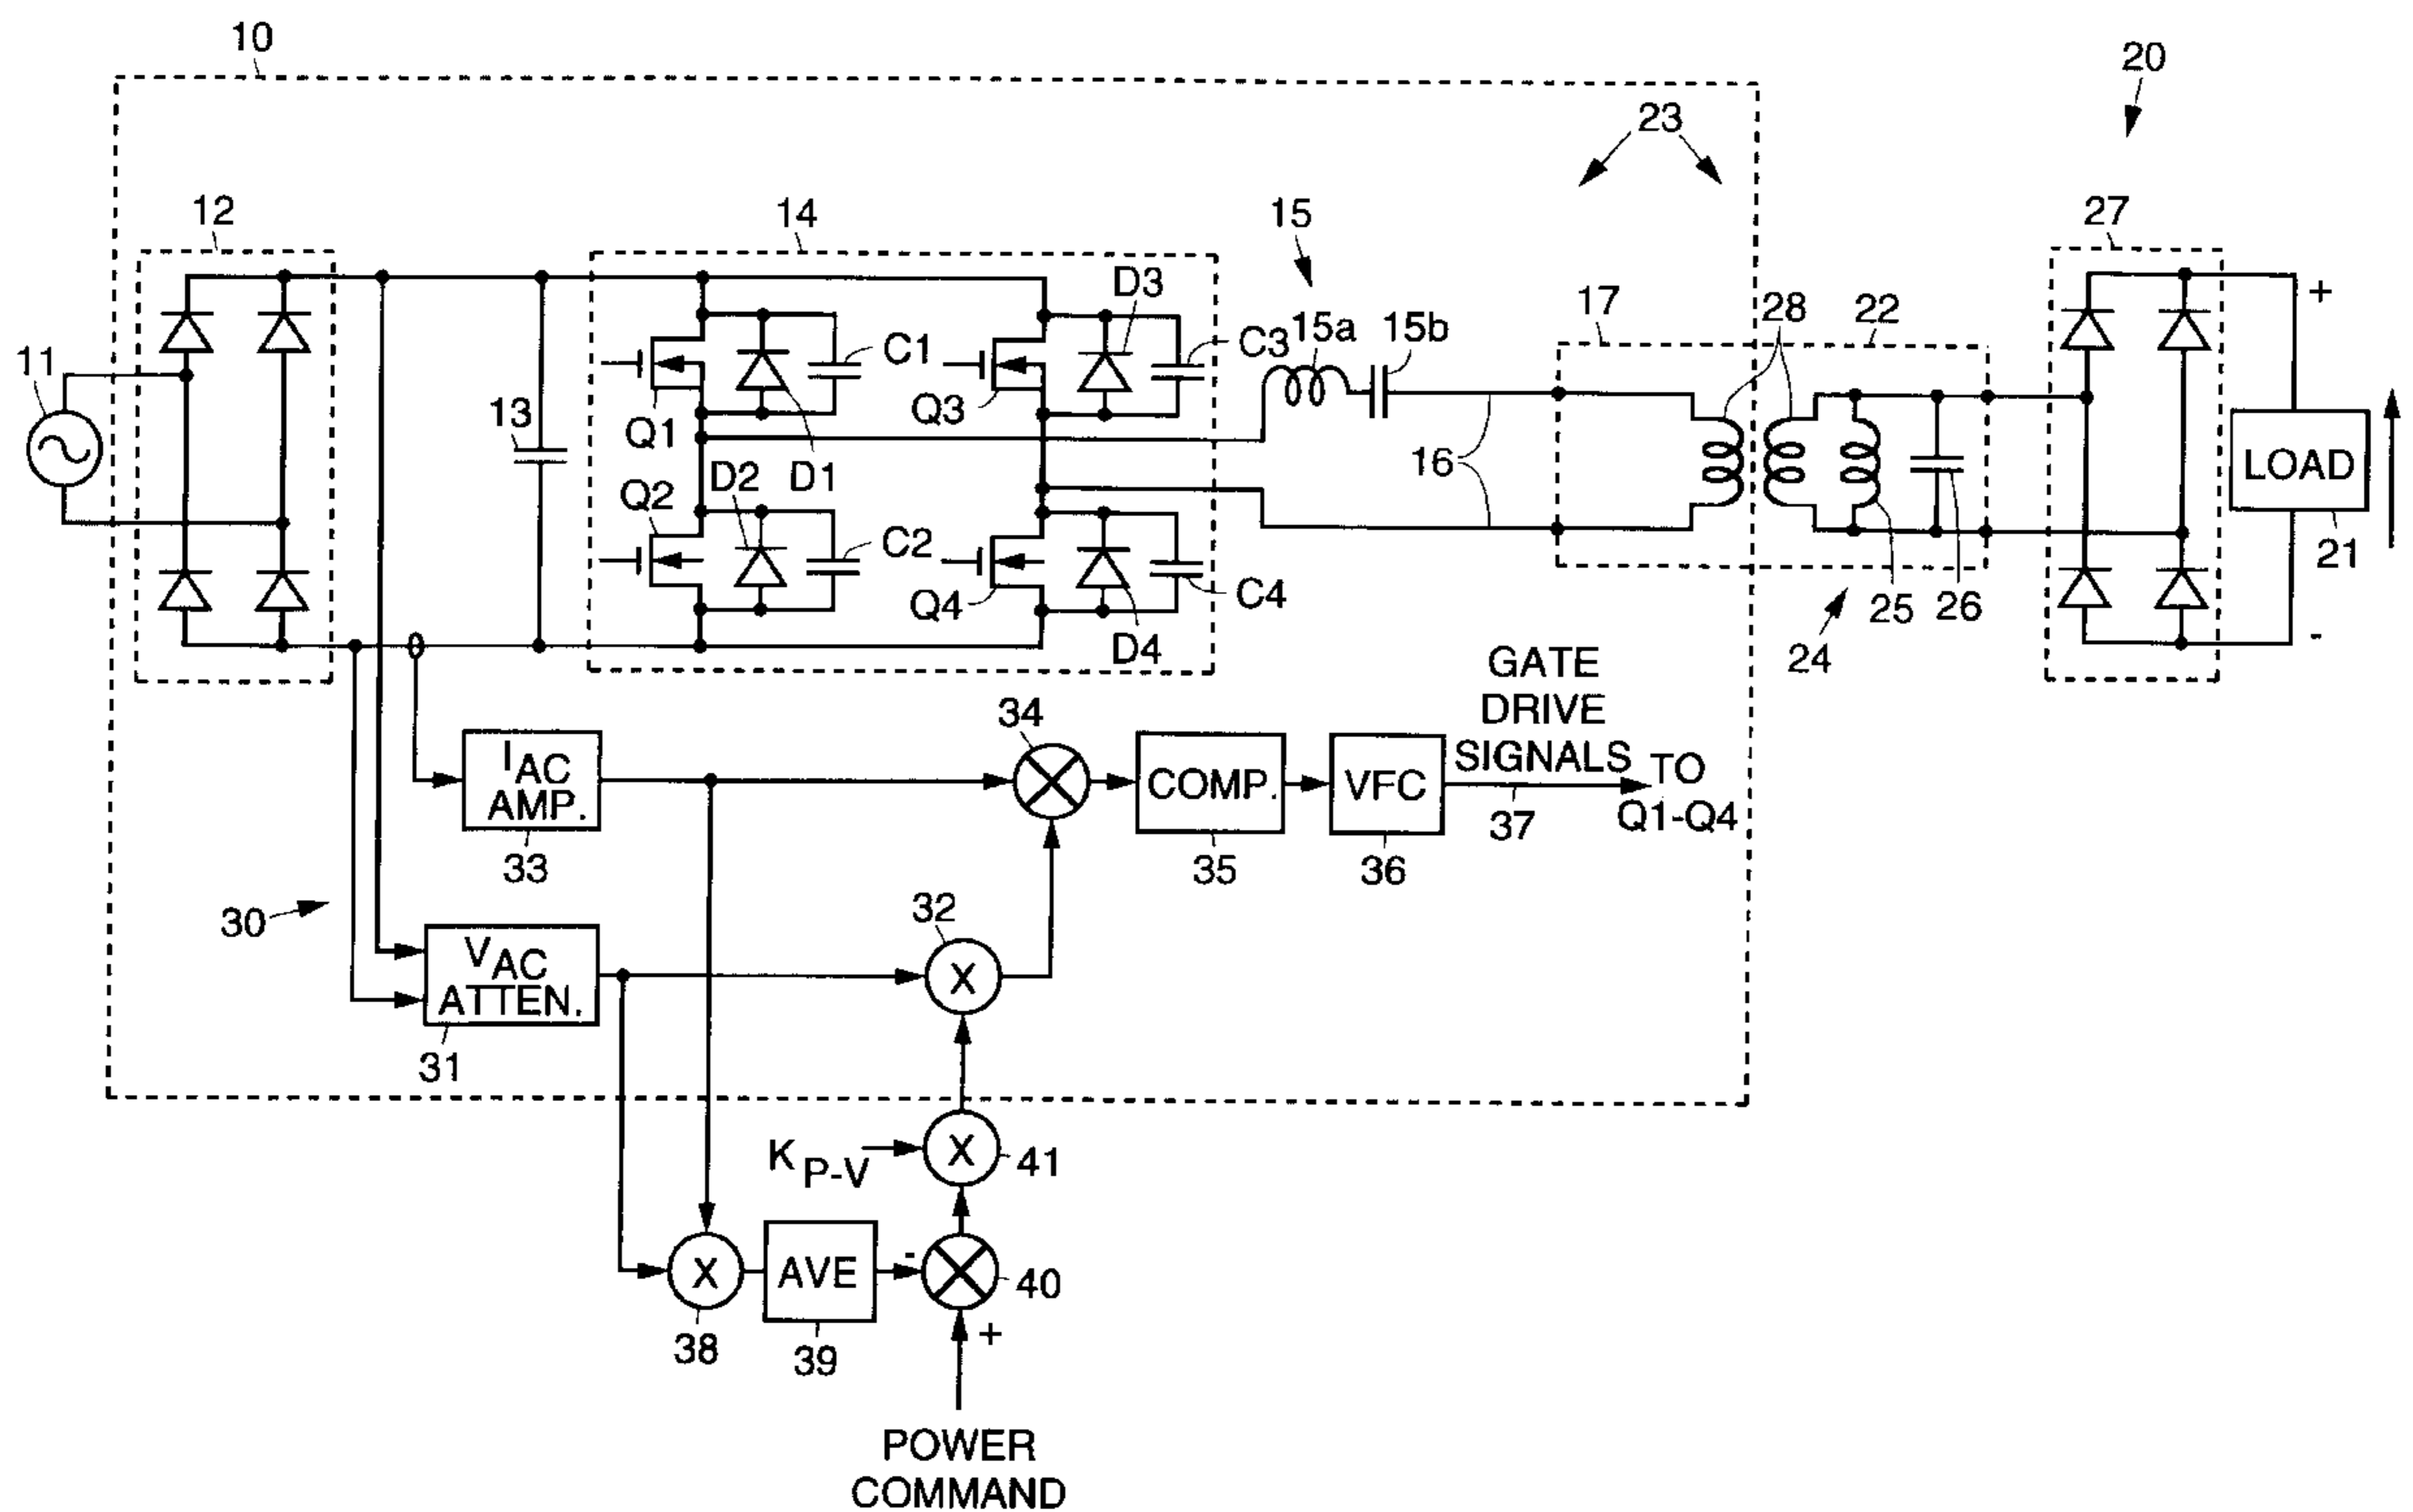 10
20
23
12
14
15
27
D3
17
28
22
+
15a
15b
C1
C3
11
13
Q1
Q3
D2
D1
16
LOAD
Q2
C2
Q4
C4
D4
25
26
21
24
-
GATE
DRIVE
SIGNALS
TO
Q1-Q4
34
IAC
AMP.
COMP.
VFC
37
33
35
36
30
32
VAC
ATTEN.
X
31
KP-V
X
41
X
AVE
-
40
38
39
+
POWER
COMMAND